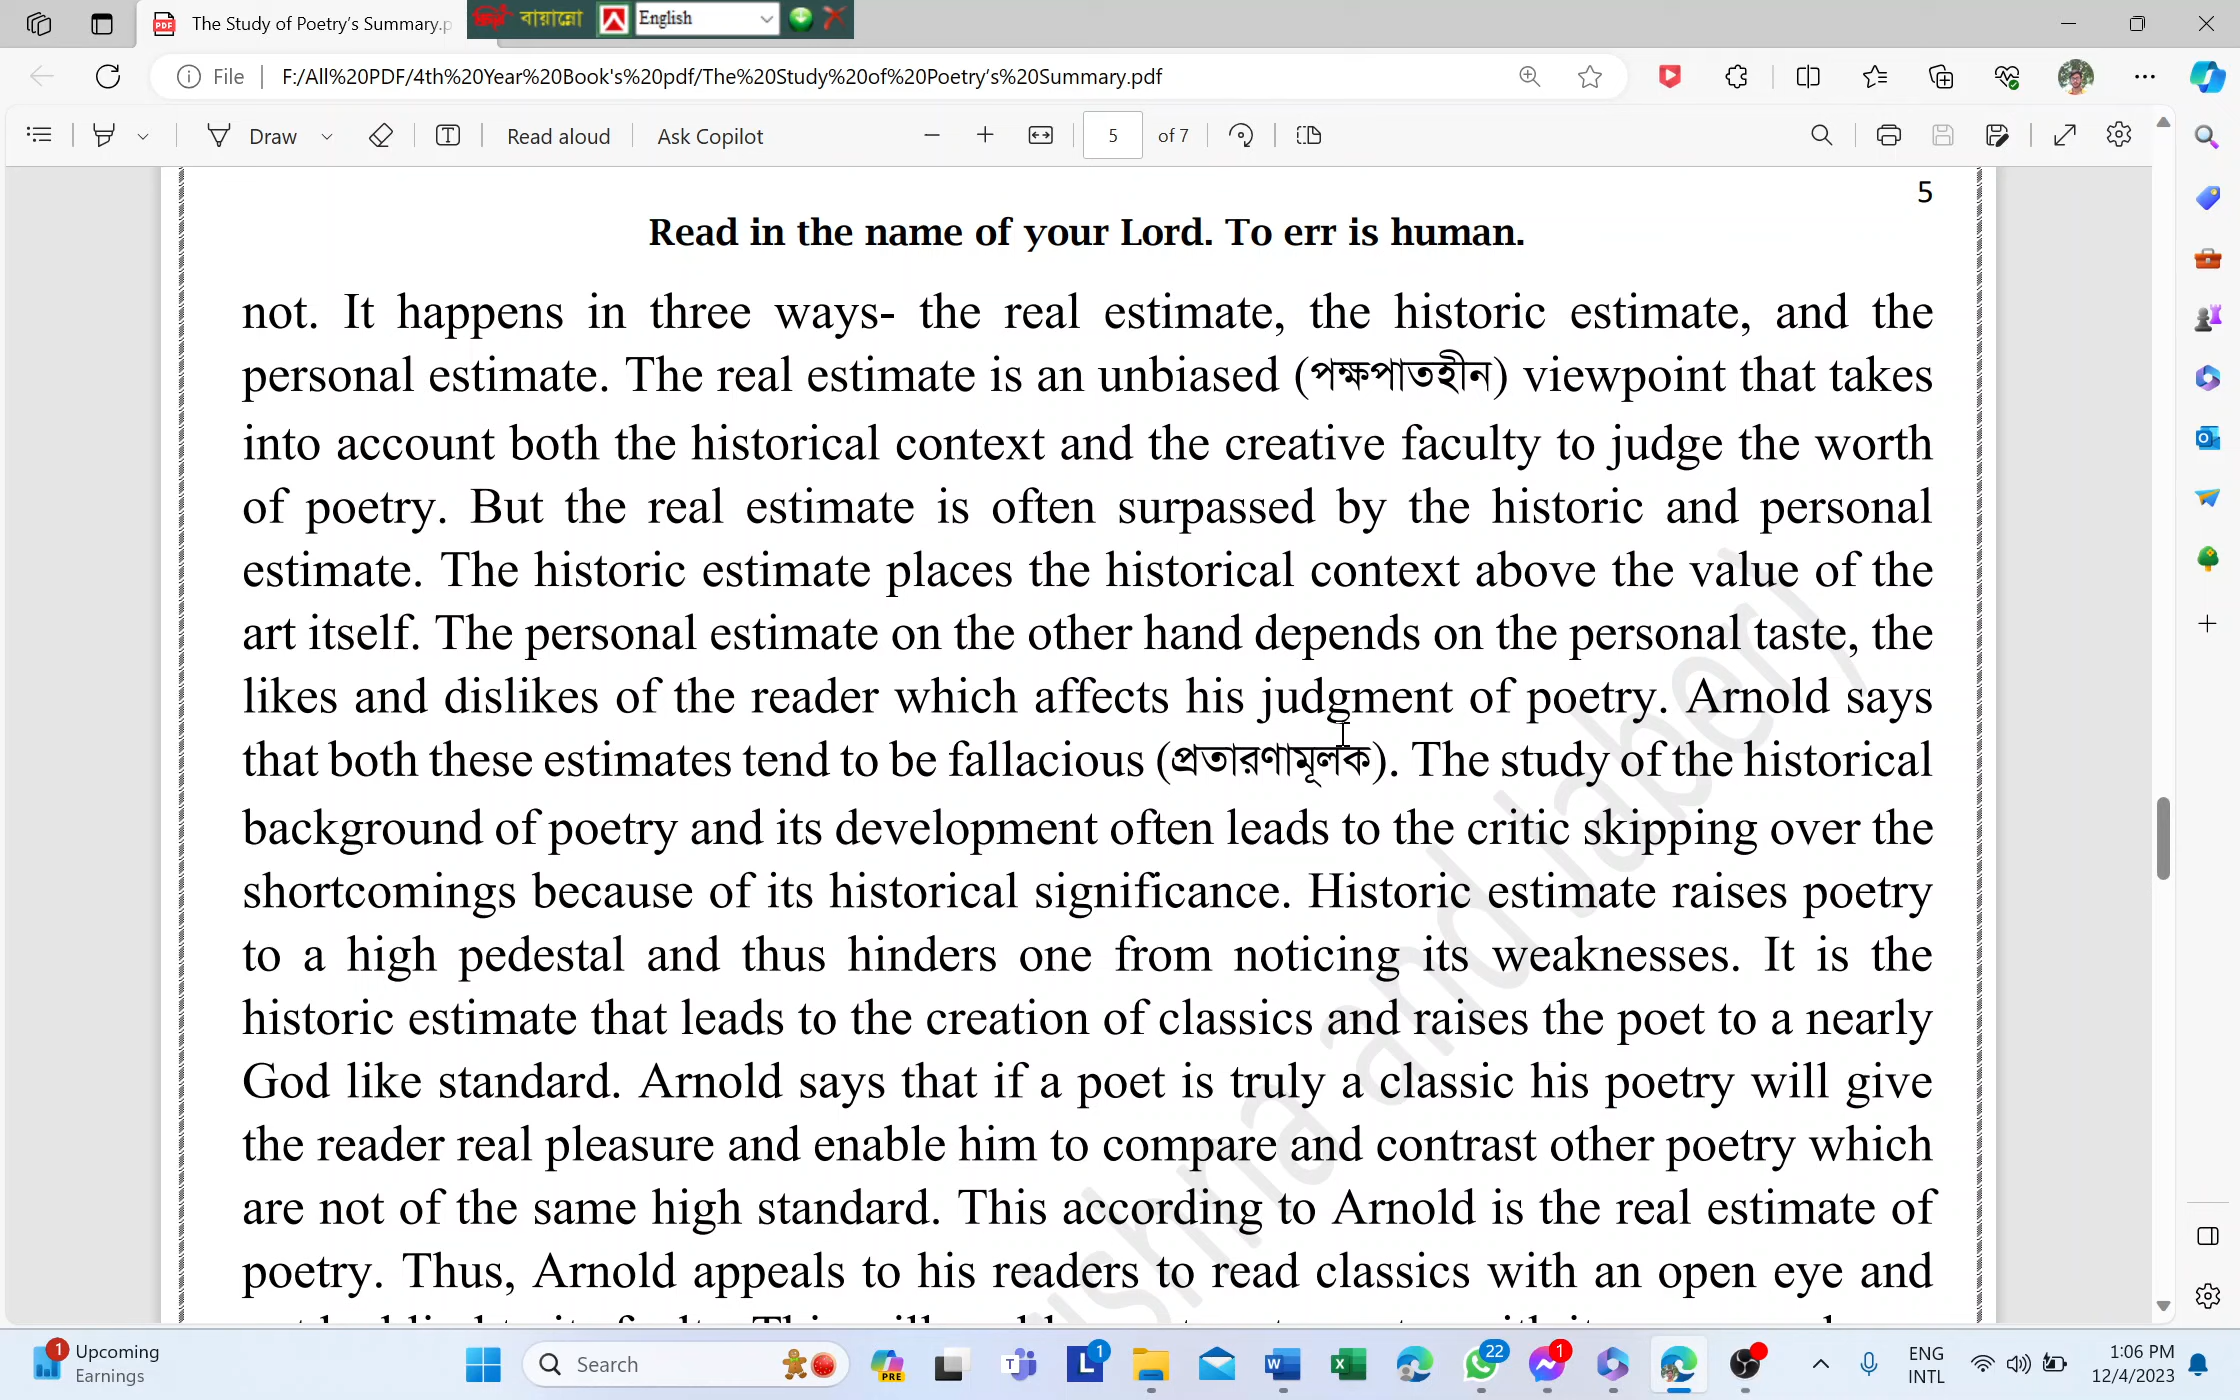 The Study of Poetry's Summary.p
বায়ান্নো
English
File
F:/All%20PDF/4th%20Year%20Book's%20pdf/The%20Study%20of%20Poetry's%20Summary.pdf
Draw
Read aloud
Ask Copilot
5
of 7
5
Read in the name of your Lord. To err is human.
not. It happens in three ways- the real estimate, the historic estimate, and the
personal estimate. The real estimate is an unbiased (পক্ষপাতহীন) viewpoint that takes
into account both the historical context and the creative faculty to judge the worth
of poetry. But the real estimate is often surpassed by the historic and personal
estimate. The historic estimate places the historical context above the value of the
art itself. The personal estimate on the other hand depends on the personal taste, the
likes and dislikes of the reader which affects his judgment of poetry. Arnold says
that both these estimates tend to be fallacious (প্রতারণামূলক). The study of the historical
background of poetry and its development often leads to the critic skipping over the
shortcomings because of its historical significance. Historic estimate raises poetry
to a high pedestal and thus hinders one from noticing its weaknesses. It is the
historic estimate that leads to the creation of classics and raises the poet to a nearly
God like standard. Arnold says that if a poet is truly a classic his poetry will give
the reader real pleasure and enable him to compare and contrast other poetry which
are not of the same high standard. This according to Arnold is the real estimate of
poetry. Thus, Arnold appeals to his readers to read classics with an open eye and
1
Upcoming
Earnings
Search
PRE
1
22
1
ENG
INTL
1:06 PM
12/4/2023